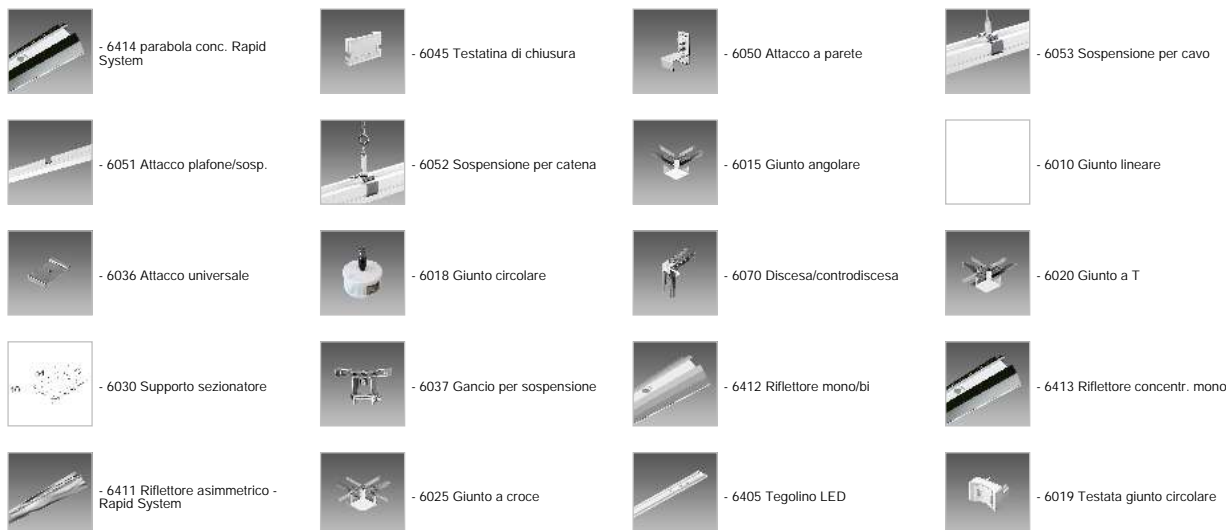 - 6414 parabola conc. Rapid
System
- 6045 Testatina di chiusura
- 6050 Attacco a parete
- 6053 Sospensione per cavo
- 6051 Attacco plafone/sosp.
- 6052 Sospensione per catena
- 6015 Giunto angolare
- 6010 Giunto lineare
- 6036 Attacco universale
- 6018 Giunto circolare
- 6070 Discesa/controdiscesa
- 6020 Giunto a T
- 6030 Supporto sezionatore
- 6037 Gancio per sospensione
- 6412 Riflettore mono/bi
- 6413 Riflettore concentr. mono
- 6411 Riflettore asimmetrico -
Rapid System
- 6025 Giunto a croce
- 6405 Tegolino LED
- 6019 Testata giunto circolare